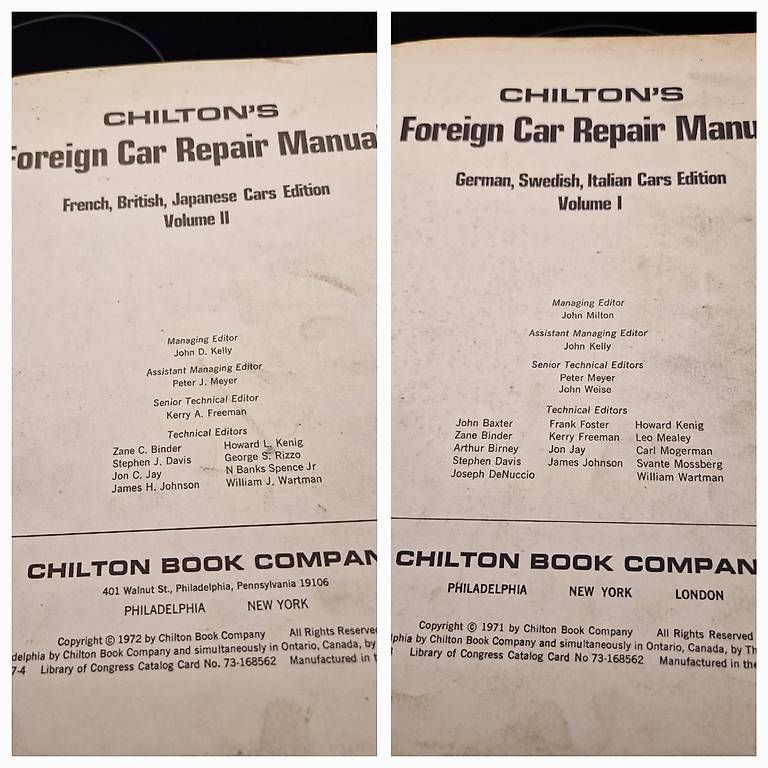 CHILTON'S
Foreign Car Repair Manua
French, British, Japanese Cars Edition
Volume II
Managing Editor
John D. Kelly
Assistant Managing Editor
Peter J. Meyer
Senior Technical Editor
Kerry A. Freeman
Technical Editors
Zane C. Binder
Stephen J. Davis
Jon C. Jay
James H. Johnson
Howard L. Kenig
George S. Rizzo
N Banks Spence Jr
William J. Wartman
CHILTON BOOK COMPAN
401 Walnut St., Philadelphia, Pennsylvania 19106
PHILADELPHIA NEW YORK
Copyright © 1972 by Chilton Book Company All Rights Reserve
delphia by Chilton Book Company and simultaneously in Ontario, Canada, by
7-4 Library of Congress Catalog Card No. 73-168562 Manufactured in t
CHILTON'S
Foreign Car Repair Manu
German, Swedish, Italian Cars Edition
Volume I
Managing Editor
John Milton
Assistant Managing Editor
John Kelly
Senior Technical Editors
Peter Meyer
John Weise
Technical Editors
John Baxter
Zane Binder
Arthur Birney
Stephen Davis
Joseph DeNuccio
Frank Foster
Kerry Freeman
Jon Jay
James Johnson
Howard Kenig
Leo Mealey
Carl Mogerman
Svante Mossberg
William Wartman
CHILTON BOOK COMPAN
PHILADELPHIA NEW YORK LONDON
Copyright © 1971 by Chilton Book Company All Rights Reserved
lphia by Chilton Book Company and simultaneously in Ontario, Canada, by Th
Library of Congress Catalog Card No 73-168562 Manufactured in the